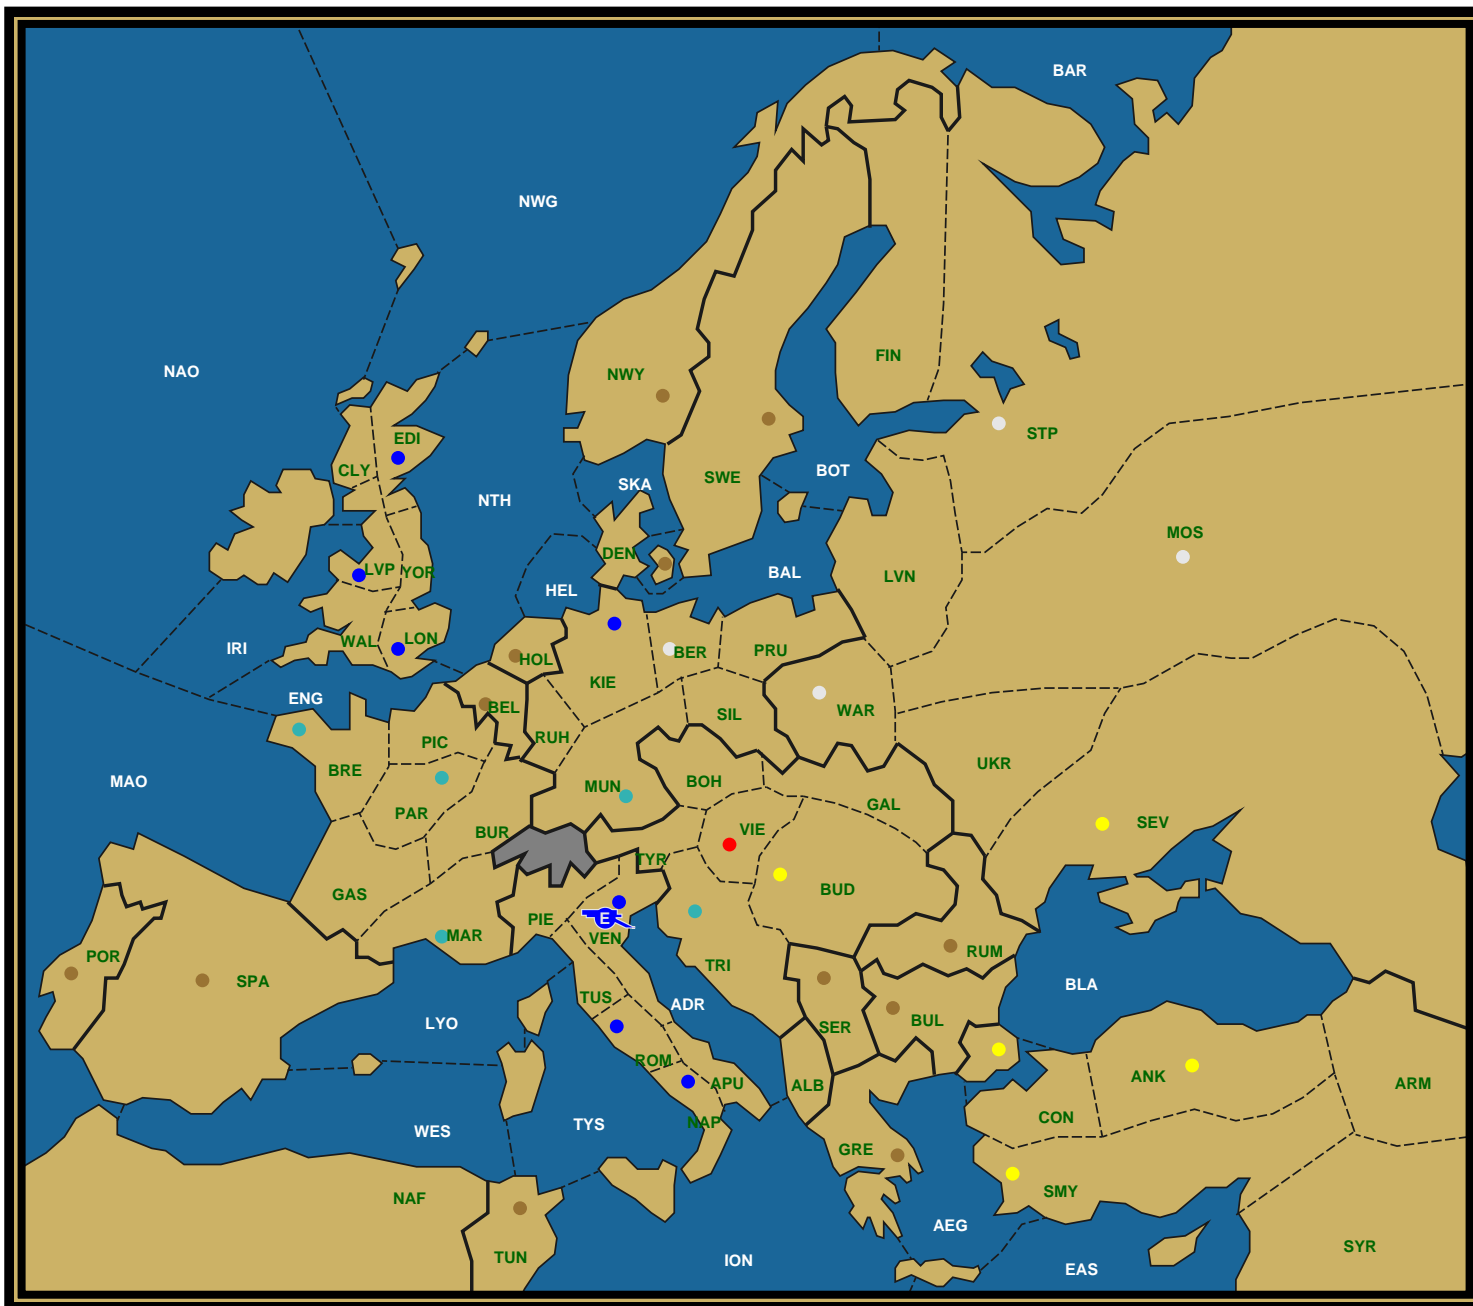 BAR
NWG
NAO
FIN
NWY
EDI
STP
CLY
BOT
SWE
SKA
NTH
MOS
DEN
LVP
YOR
BAL
LVN
HEL
IRI
WAL
LON
HOL
BER
PRU
KIE
ENG
BEL
SIL
WAR
PIC
RUH
UKR
BRE
MAO
MUN
BOH
GAL
PAR
SEV
BUR
VIE
TYR
BUD
GAS
E
PIE
MAR
VEN
POR
RUM
TRI
SPA
BLA
TUS
ADR
LYO
BUL
SER
ROM
ANK
APU
ALB
ARM
CON
NAP
TYS
WES
GRE
SMY
NAF
AEG
SYR
TUN
ION
EAS